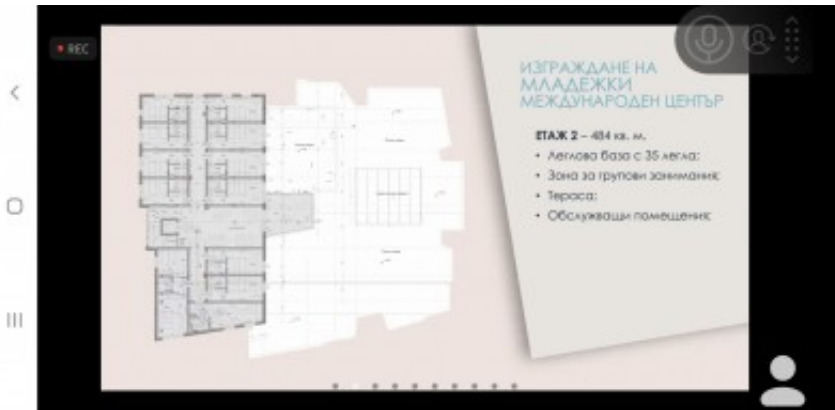 REC
ИЗГРАЖДАНЕ НА
МЛАДЕЖКИ
МЕЖДУНАРОДЕН ЦЕНТЪР
ЕТАЖ 2 – 484 кв. м.
• Леглова база с 35 легла;
• Зона за групови занимания;
• Тераса;
• Обслужващи помещения;